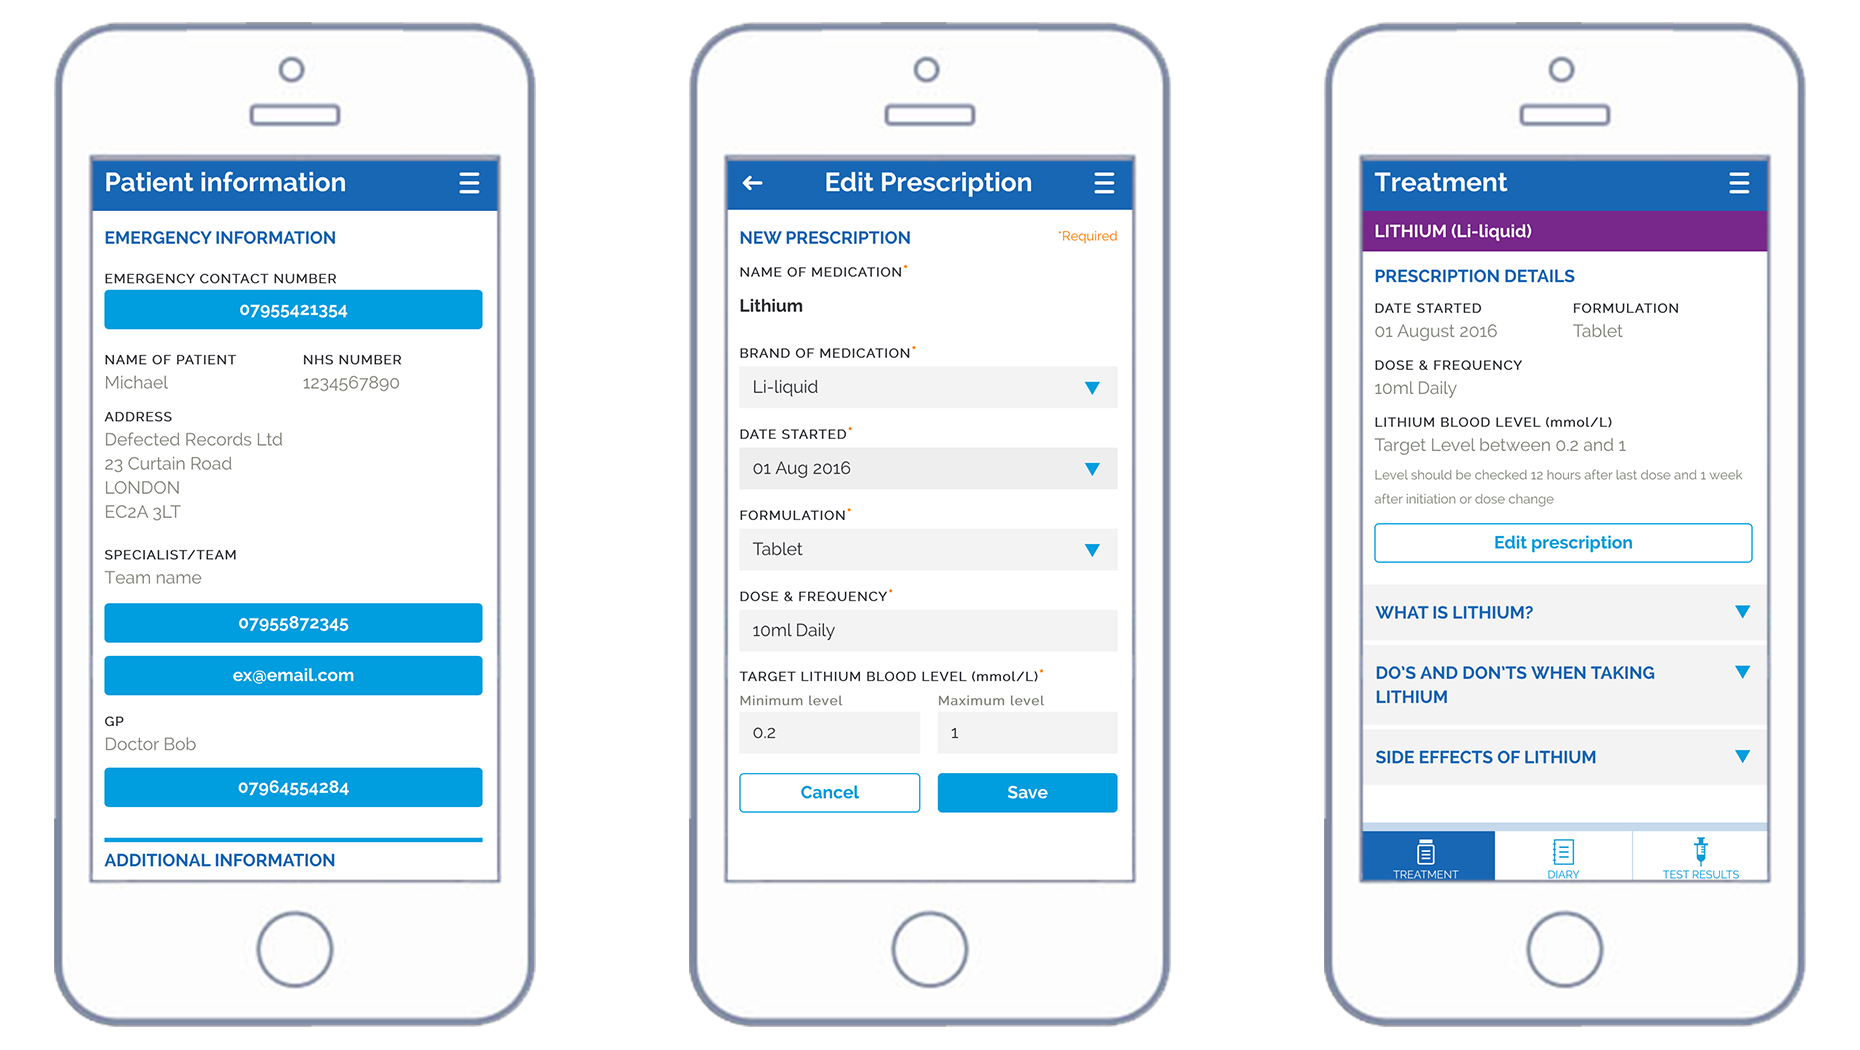 Patient information
EMERGENCY INFORMATION
EMERGENCY CONTACT NUMBER
07955421354
NAME OF PATIENT NHS NUMBER
Michael 1234567890
ADDRESS
Defected Records Ltd
23 Curtain Road
LONDON
EC2A 3LT
SPECIALIST/TEAM
Team name
07955872345
ex@email.com
GP
Doctor Bob
07964554284
ADDITIONAL INFORMATION
Edit Prescription
NEW PRESCRIPTION *Required
NAME OF MEDICATION*
Lithium
BRAND OF MEDICATION*
Li-liquid
DATE STARTED*
01 Aug 2016
FORMULATION*
Tablet
DOSE & FREQUENCY*
10ml Daily
TARGET LITHIUM BLOOD LEVEL (mmol/L)*
Minimum level Maximum level
0.2 1
Cancel Save
Treatment
LITHIUM (Li-liquid)
PRESCRIPTION DETAILS
DATE STARTED FORMULATION
01 August 2016 Tablet
DOSE & FREQUENCY
10ml Daily
LITHIUM BLOOD LEVEL (mmol/L)
Target Level between 0.2 and 1
Level should be checked 12 hours after last dose and 1 week
after initiation or dose change
Edit prescription
WHAT IS LITHIUM?
DO'S AND DON'TS WHEN TAKING
LITHIUM
SIDE EFFECTS OF LITHIUM
TREATMENT DIARY TEST RESULTS